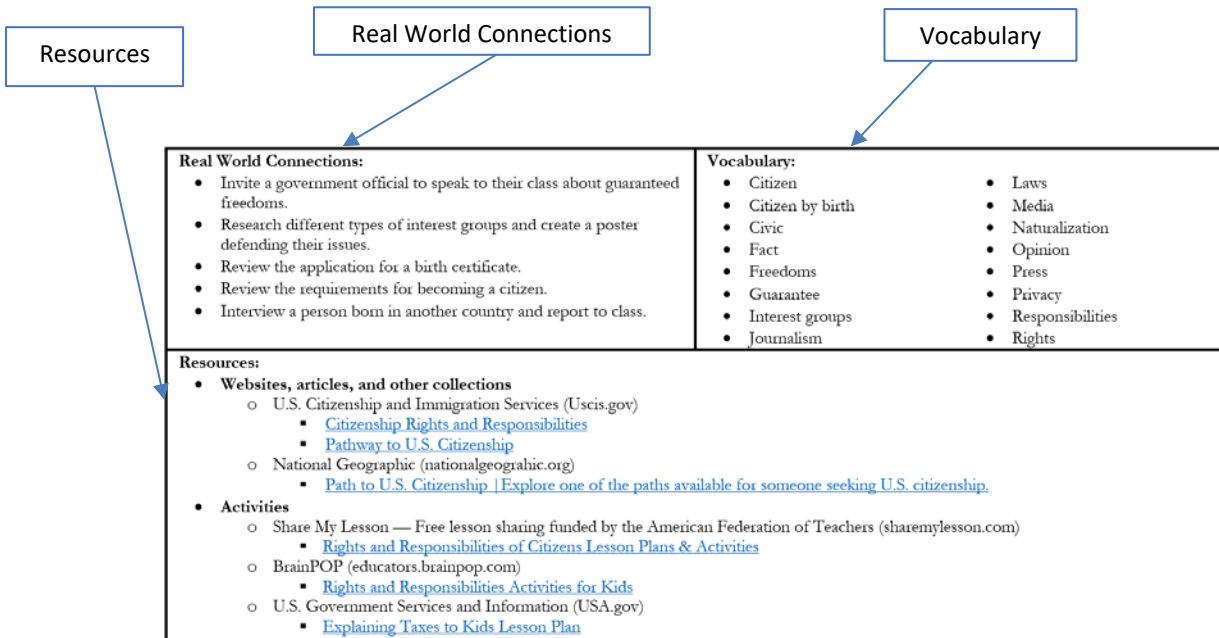 Resources
Real World Connections
Vocabulary
Real World Connections:
• Invite a government official to speak to their class about guaranteed
freedoms.
• Research different types of interest groups and create a poster
defending their issues.
• Review the application for a birth certificate.
• Review the requirements for becoming a citizen.
• Interview a person born in another country and report to class.
Vocabulary:
• Citizen
• Citizen by birth
• Civic
• Fact
• Freedoms
• Guarantee
• Interest groups
• Journalism
• Laws
• Media
• Naturalization
• Opinion
• Press
• Privacy
• Responsibilities
• Rights
Resources:
• Websites, articles, and other collections
o U.S. Citizenship and Immigration Services (Uscis.gov)
▪ Citizenship Rights and Responsibilities
▪ Pathway to U.S. Citizenship
o National Geographic (nationalgeograhic.org)
▪ Path to U.S. Citizenship |Explore one of the paths available for someone seeking U.S. citizenship.
• Activities
o Share My Lesson — Free lesson sharing funded by the American Federation of Teachers (sharemylesson.com)
▪ Rights and Responsibilities of Citizens Lesson Plans & Activities
o BrainPOP (educators.brainpop.com)
▪ Rights and Responsibilities Activities for Kids
o U.S. Government Services and Information (USA.gov)
▪ Explaining Taxes to Kids Lesson Plan